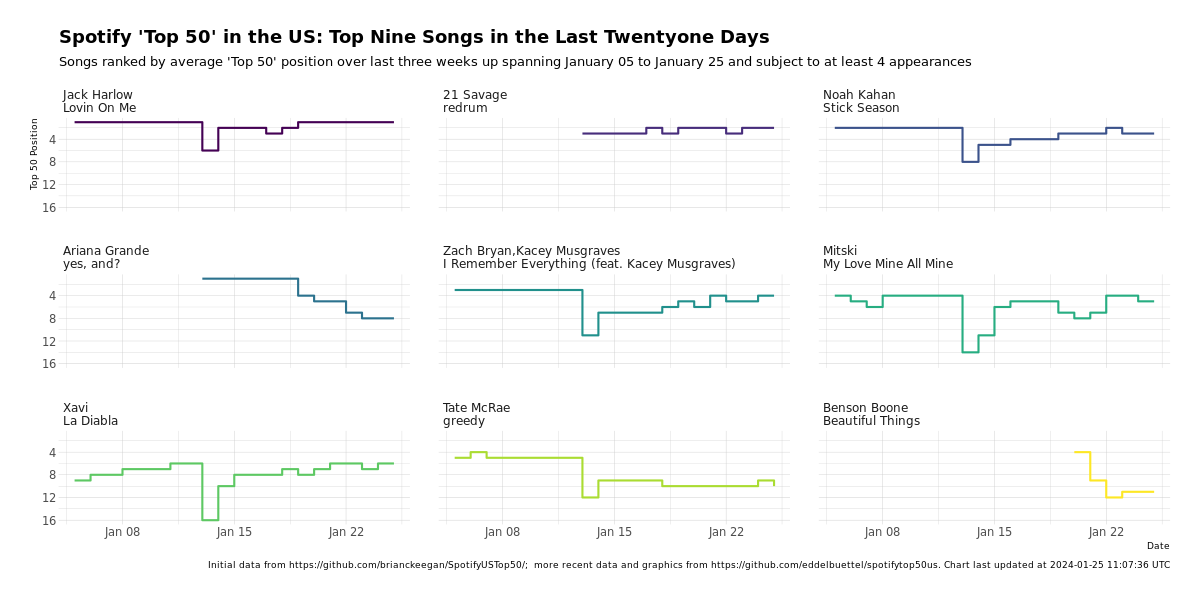 Spotify 'Top 50' in the US: Top Nine Songs in the Last Twentyone Days
Songs ranked by average 'Top 50' position over last three weeks up spanning January 05 to January 25 and subject to at least 4 appearances
Jack Harlow
Lovin On Me
21 Savage
redrum
Noah Kahan
Stick Season
Top 50 Position
4
8
12
16
Ariana Grande
yes, and?
Zach Bryan,Kacey Musgraves
I Remember Everything (feat. Kacey Musgraves)
Mitski
My Love Mine All Mine
4
8
12
16
Xavi
La Diabla
Tate McRae
greedy
Benson Boone
Beautiful Things
4
8
12
16
Jan 08 Jan 15 Jan 22
Jan 08 Jan 15 Jan 22
Jan 08 Jan 15 Jan 22
Date
Initial data from https://github.com/brianckeegan/SpotifyUSTop50/; more recent data and graphics from https://github.com/eddelbuettel/spotifytop50us. Chart last updated at 2024-01-25 11:07:36 UTC